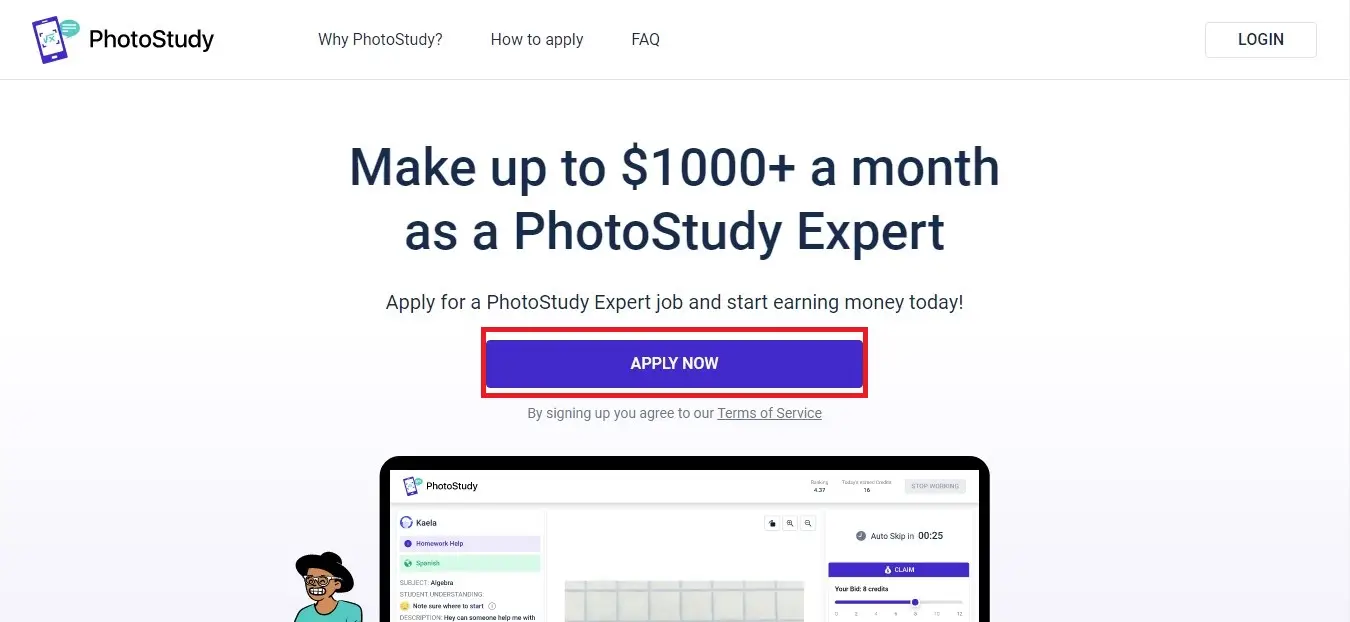 PhotoStudy
Why PhotoStudy? How to apply FAQ
LOGIN
Make up to $1000+ a month
as a PhotoStudy Expert
Apply for a PhotoStudy Expert job and start earning money today!
APPLY NOW
By signing up you agree to our Terms of Service
PhotoStudy
Ranking
4.37
Today's earned Credits
16
STOP WORKING
Kaela
Homework Help
Spanish
SUBJECT: Algebra
STUDENT UNDERSTANDING:
Note sure where to start
DESCRIPTION: Hey can someone help me with
Auto Skip in 00:25
CLAIM
Your Bid: 8 credits
0 2 4 6 8 10 12